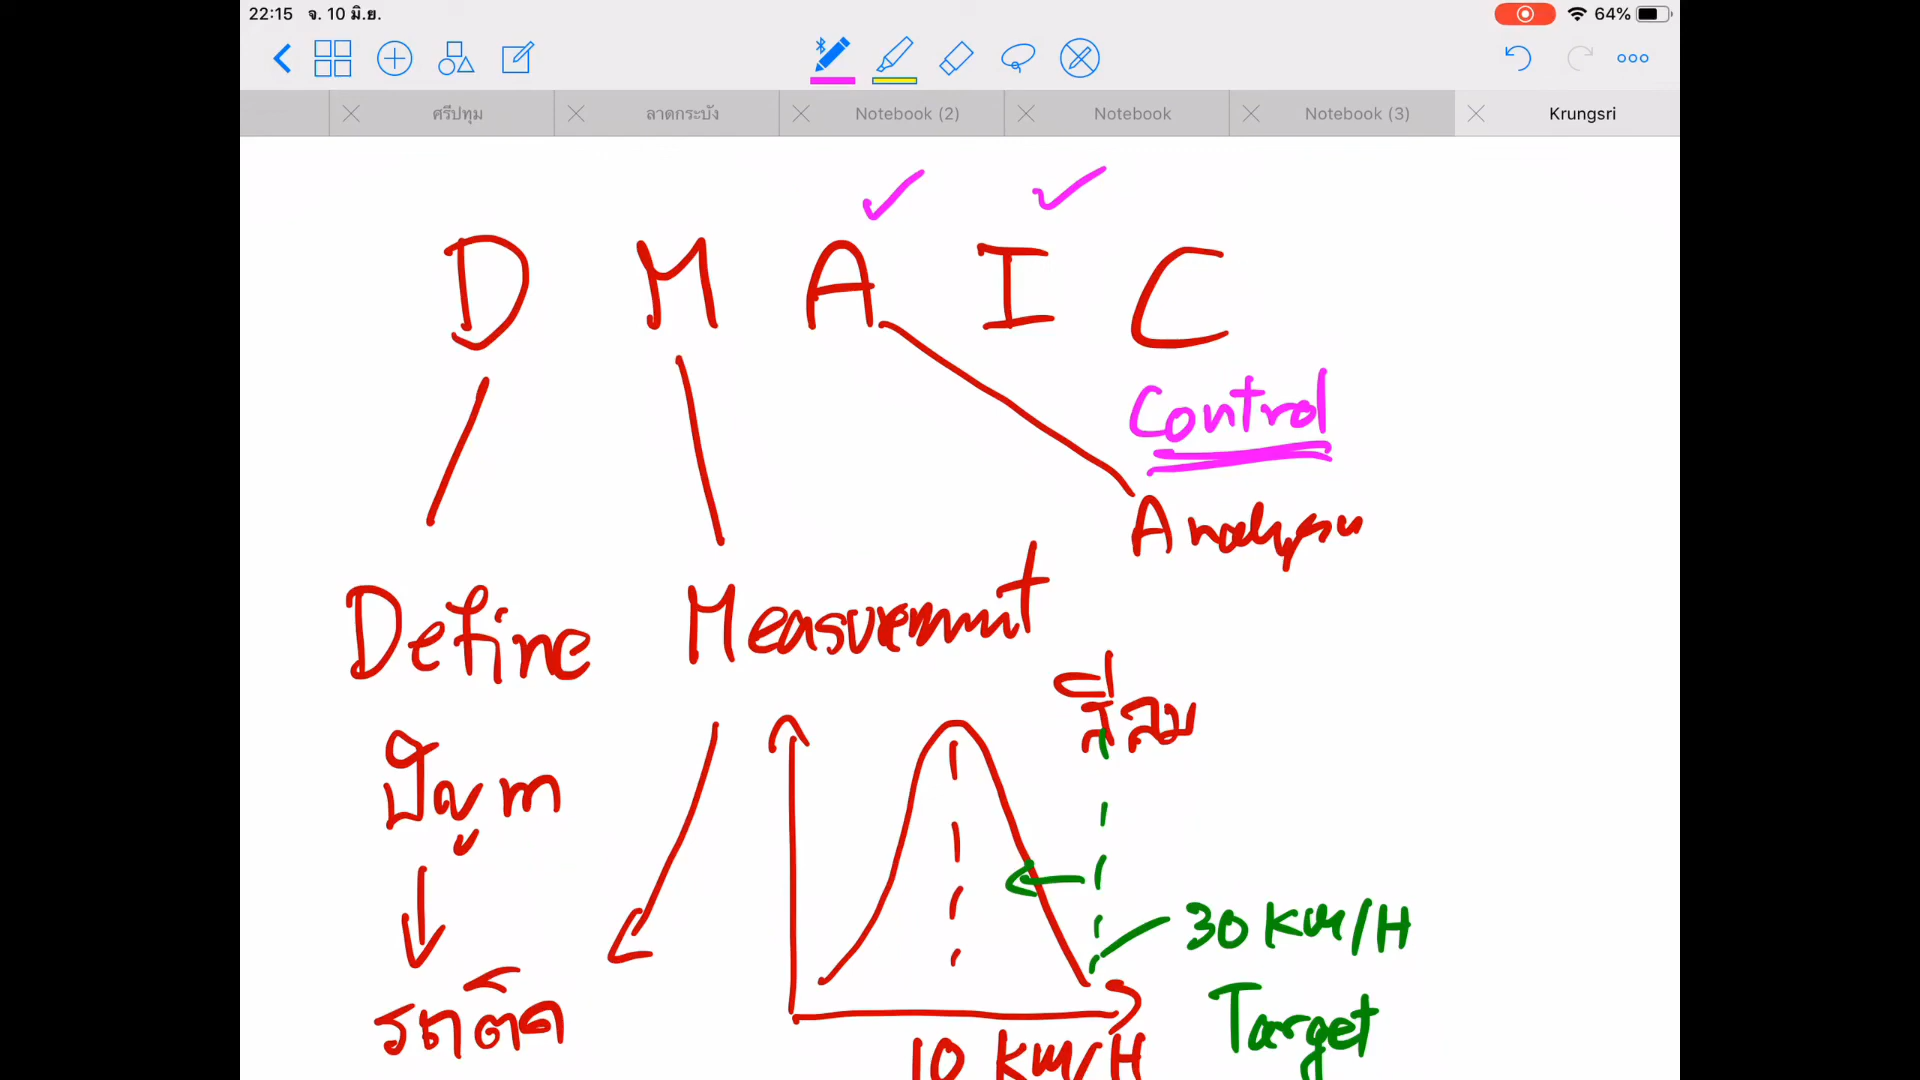 22:15 จ. 10 มิ.ย. 64%
ศรีปทุม ลาดกระบัง Notebook (2) Notebook Notebook (3) Krungsri
D M A I C
Control
Define Measurement
สีลม
ปัญหา
30 KM/H
รถติด
Target
10 KM/H